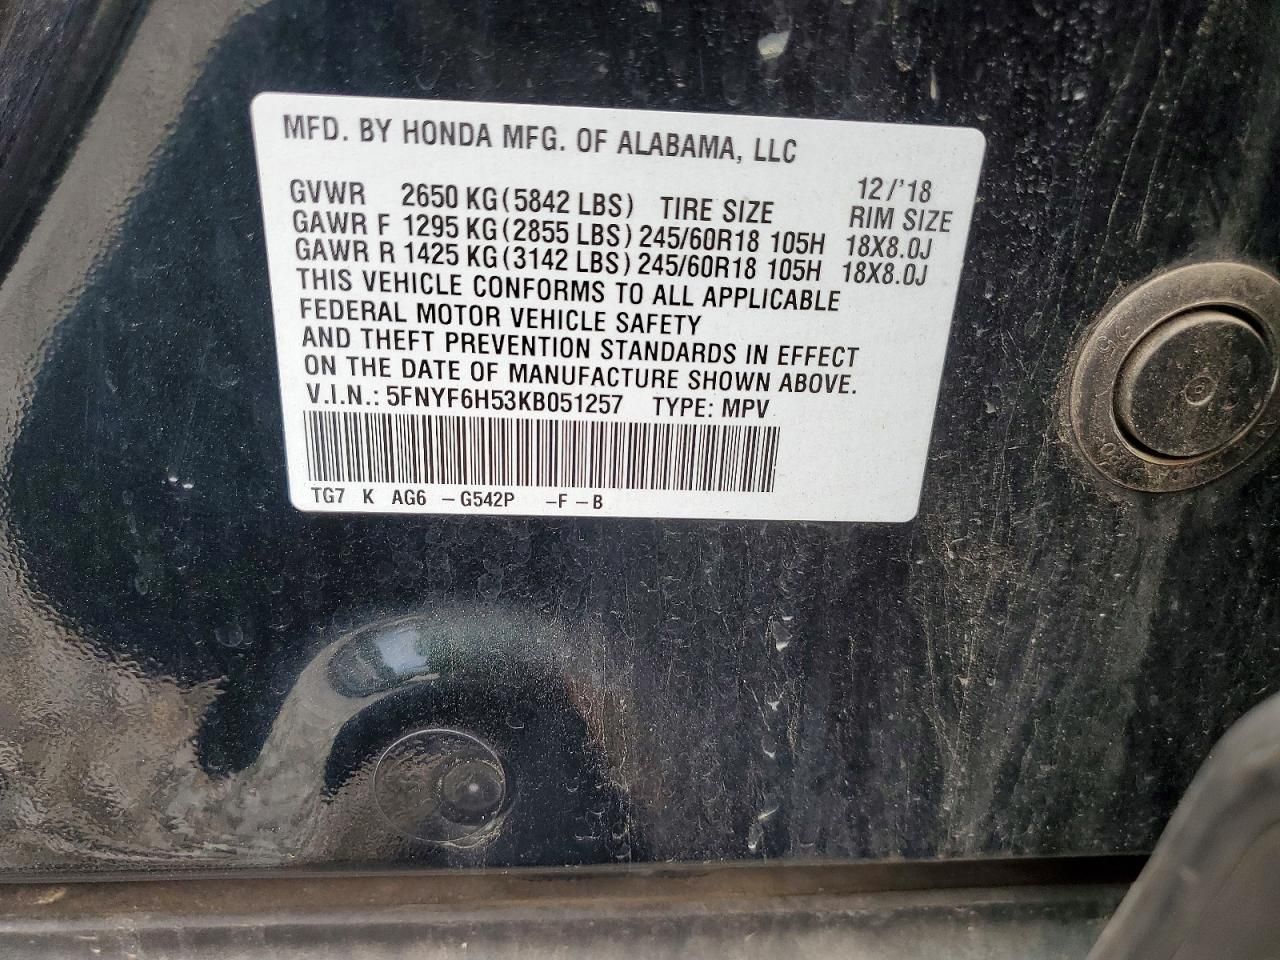 MFD. BY HONDA MFG. OF ALABAMA, LLC
12/'18
GVWR 2650 KG (5842 LBS) TIRE SIZE RIM SIZE
GAWR F 1295 KG (2855 LBS) 245/60R18 105H 18X8.0J
GAWR R 1425 KG (3142 LBS) 245/60R18 105H 18X8.0J
THIS VEHICLE CONFORMS TO ALL APPLICABLE
FEDERAL MOTOR VEHICLE SAFETY
AND THEFT PREVENTION STANDARDS IN EFFECT
ON THE DATE OF MANUFACTURE SHOWN ABOVE.
V.I.N.: 5FNYF6H53KB051257 TYPE: MPV
TG7 K AG6 -G542P -F -B